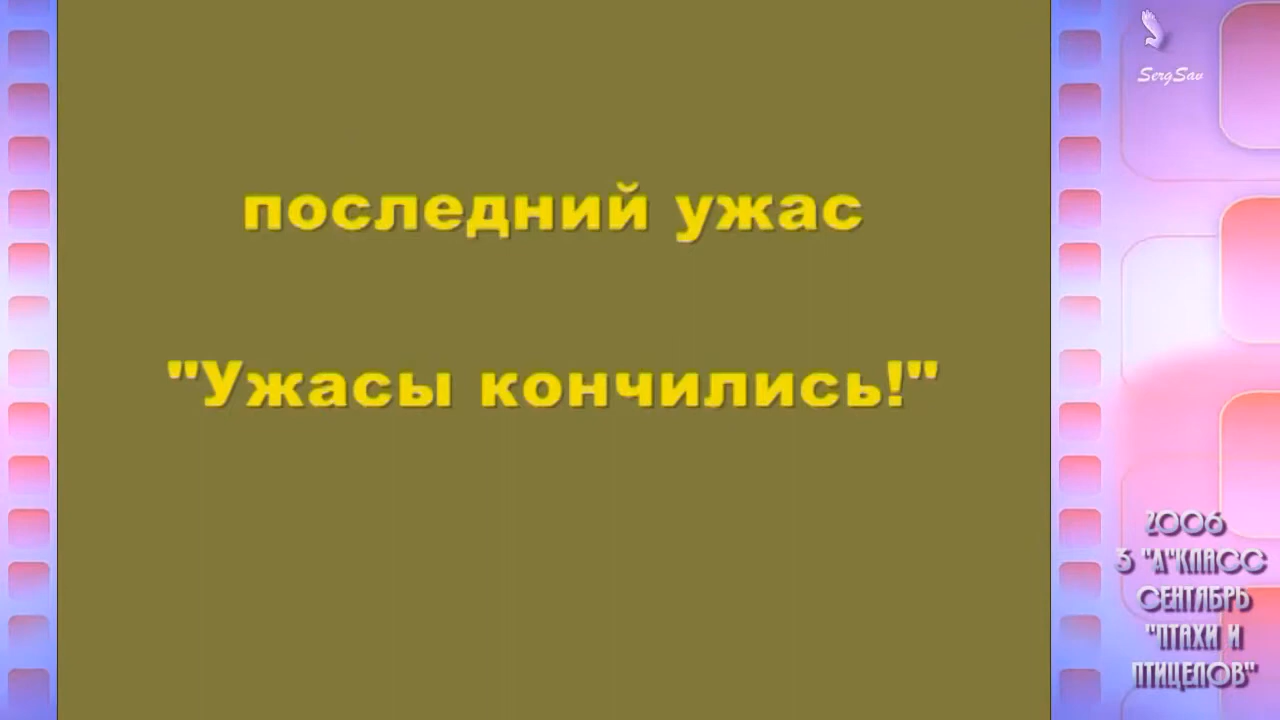 последний ужас
"Ужасы кончились!"
SergSav
2006
3 "А"КЛАСС
СЕНТЯБРЬ
"ПТАХИ И
ПТИЦЕЛОВ"